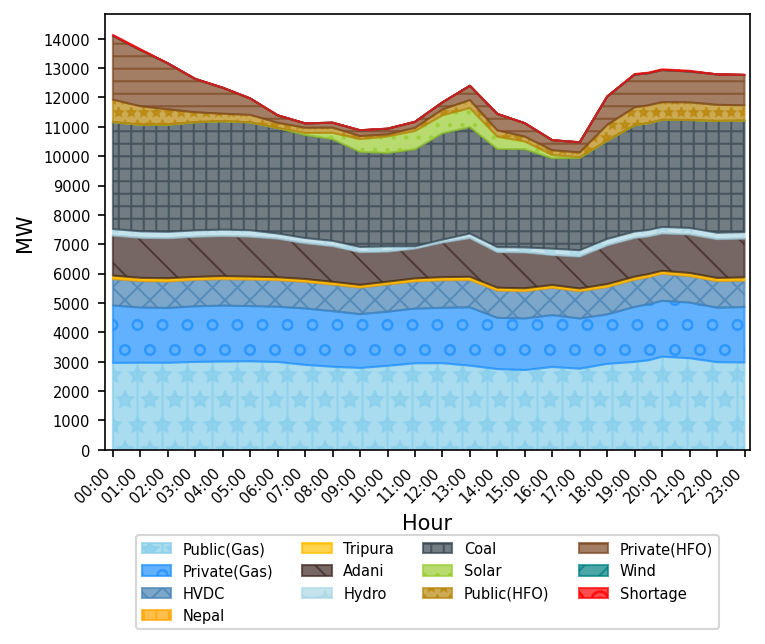 14000
13000
12000
11000
10000
9000
8000
7000
6000
5000
4000
3000
2000
1000
0
MW
00:00 01:00 02:00 03:00 04:00 05:00 06:00 07:00 08:00 09:00 10:00 11:00 12:00 13:00 14:00 15:00 16:00 17:00 18:00 19:00 20:00 21:00 22:00 23:00
Hour
Public(Gas) Tripura Coal Private(HFO)
Private(Gas) Adani Solar Wind
HVDC Hydro Public(HFO) Shortage
Nepal